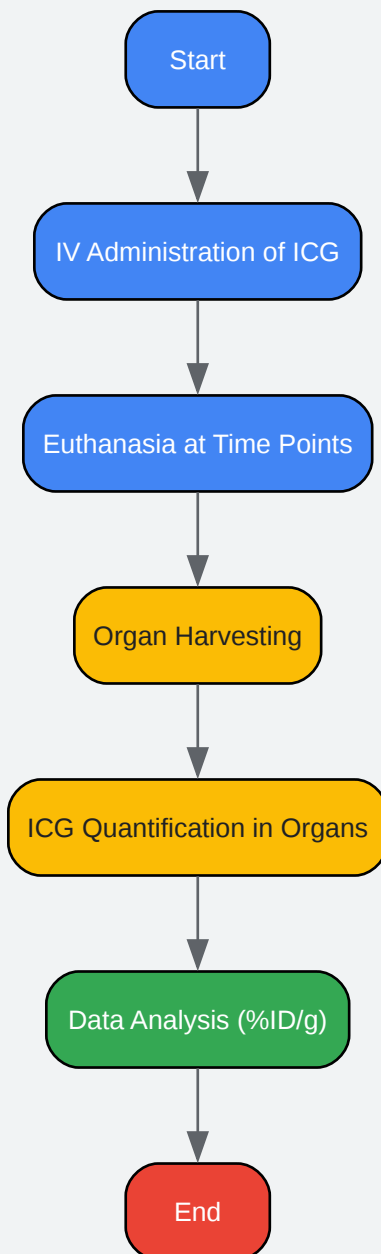 Start
IV Administration of ICG
Euthanasia at Time Points
Organ Harvesting
ICG Quantification in Organs
Data Analysis (%ID/g)
End